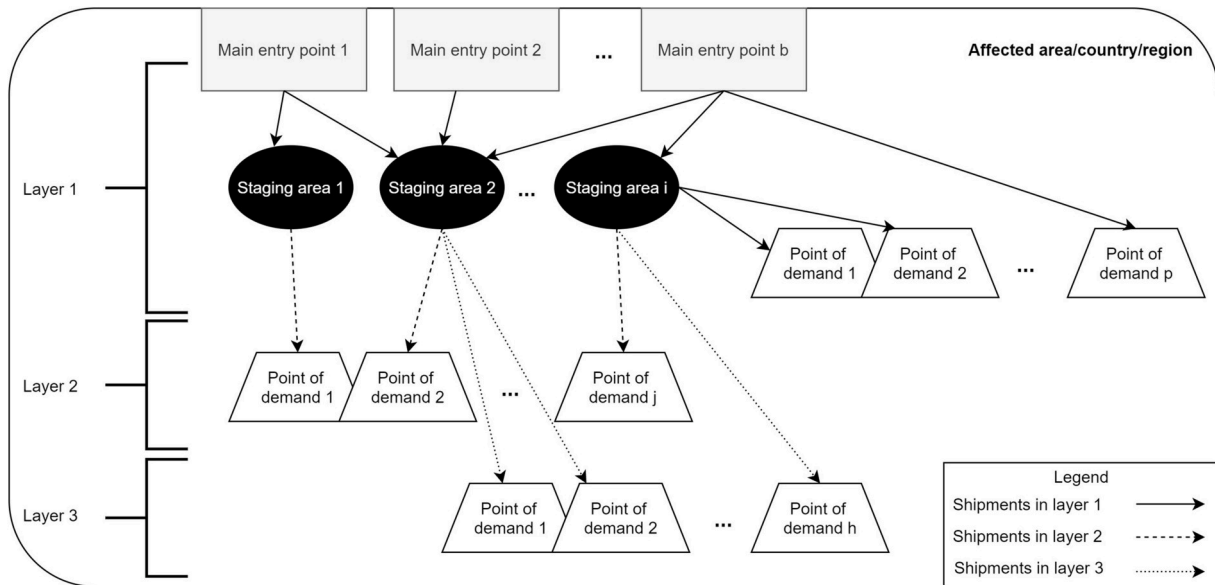 Main entry point 1
Main entry point 2
...
Main entry point b
Affected area/country/region
Layer 1
Staging area 1
Staging area 2
...
Staging area i
Point of
demand 1
Point of
demand 2
...
Point of
demand p
Layer 2
Point of
demand 1
Point of
demand 2
...
Point of
demand j
Layer 3
Point of
demand 1
Point of
demand 2
...
Point of
demand h
Legend
Shipments in layer 1
Shipments in layer 2
Shipments in layer 3